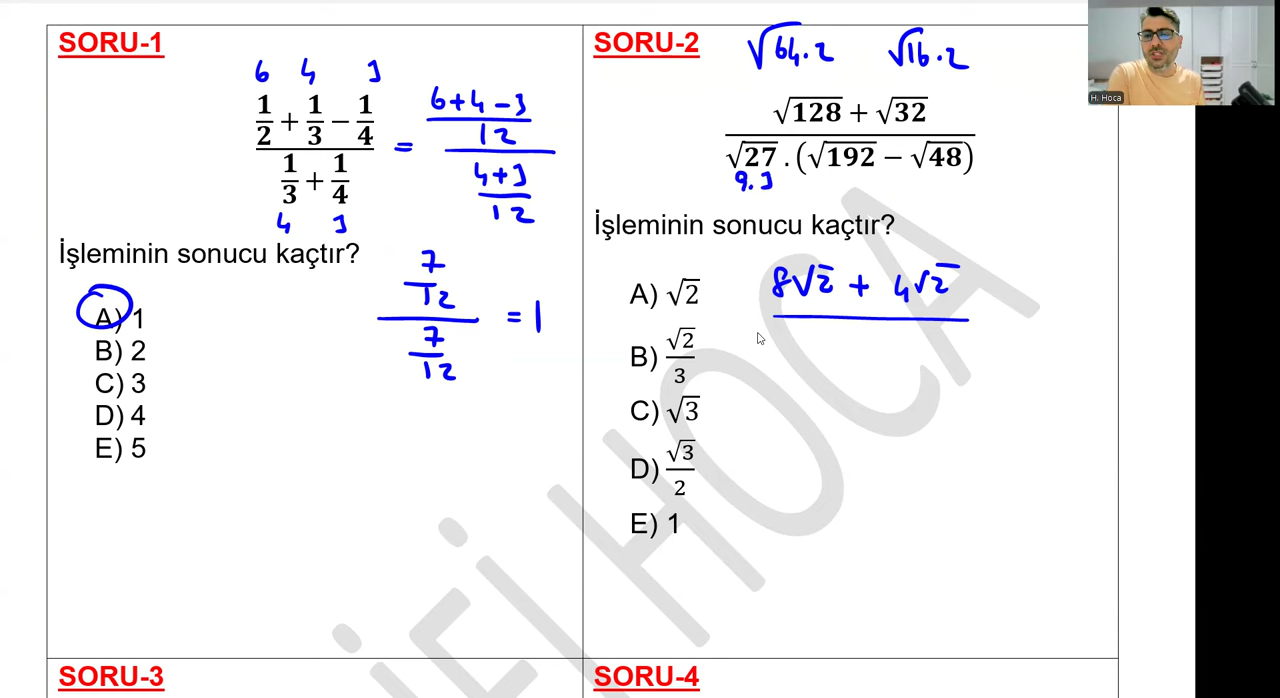 SORU-1
6 4 3
1/2 + 1/3 − 1/4
1/3 + 1/4
4 3
= 6+4−3
12
4+3
12
İşleminin sonucu kaçtır?
7/12
7/12
= 1
A) 1
B) 2
C) 3
D) 4
E) 5
SORU-2
√64.2 √16.2
√128 + √32
√27 . (√192 − √48)
9.3
İşleminin sonucu kaçtır?
8√2 + 4√2
A) √2
B) √2/3
C) √3
D) √3/2
E) 1
SORU-3
SORU-4
İFİ HOCA
H. Hoca